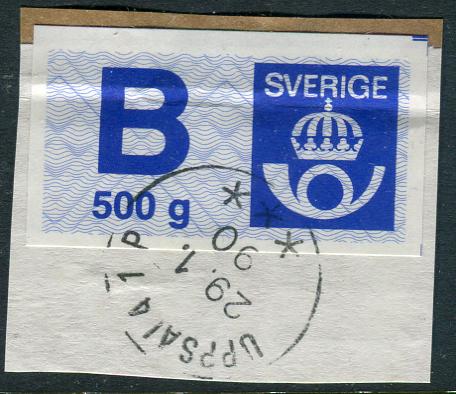 B
500 g
SVERIGE
UPPSALA 1 P
29.1.
90
* * *